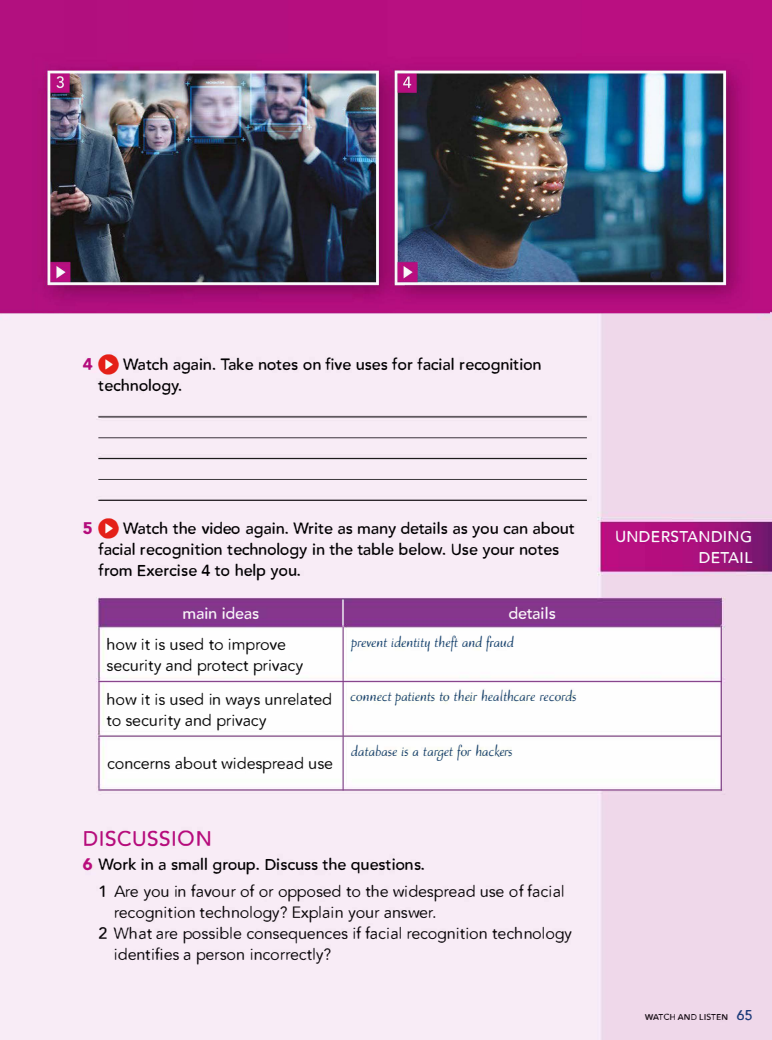 3
4
4 Watch again. Take notes on five uses for facial recognition
technology.
5 Watch the video again. Write as many details as you can about
facial recognition technology in the table below. Use your notes
from Exercise 4 to help you.
UNDERSTANDING
DETAIL
main ideas details
how it is used to improve
security and protect privacy
prevent identity theft and fraud
how it is used in ways unrelated
to security and privacy
connect patients to their healthcare records
concerns about widespread use
database is a target for hackers
DISCUSSION
6 Work in a small group. Discuss the questions.
1 Are you in favour of or opposed to the widespread use of facial
recognition technology? Explain your answer.
2 What are possible consequences if facial recognition technology
identifies a person incorrectly?
WATCH AND LISTEN 65